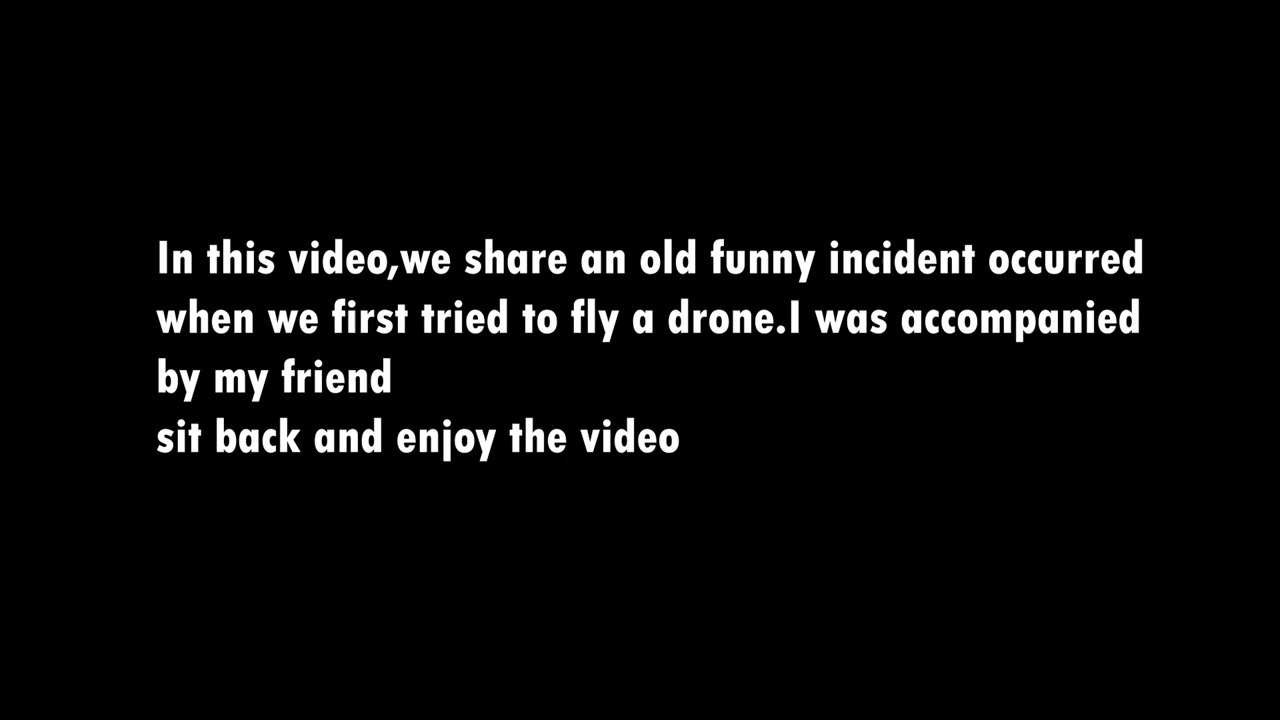 In this video,we share an old funny incident occurred
when we first tried to fly a drone.I was accompanied
by my friend
sit back and enjoy the video